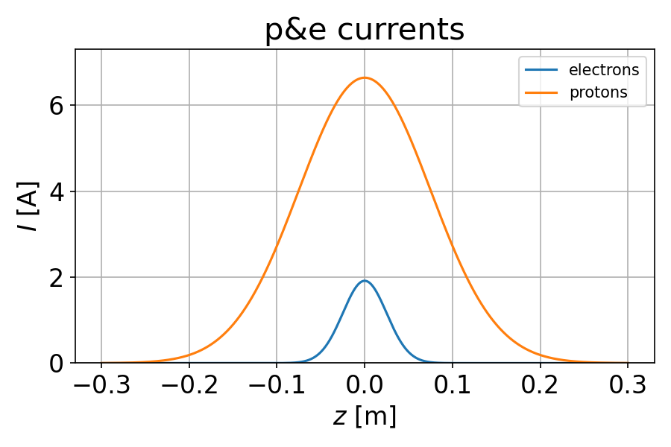 p&e currents
electrons
protons
I [A]
6
4
2
0
−0.3 −0.2 −0.1 0.0 0.1 0.2 0.3
z [m]